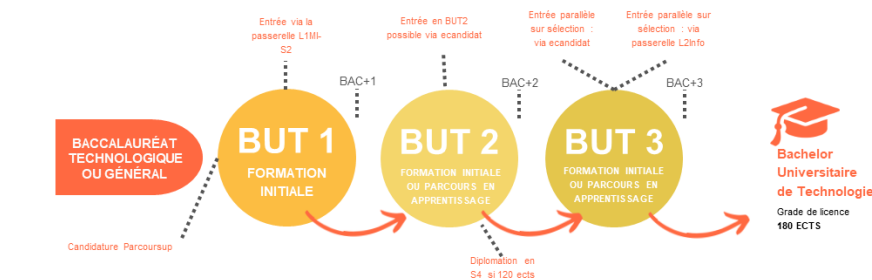 Entrée via la
passerelle L1MI-
S2
Entrée en BUT2
possible via ecandidat
Entrée parallèle
sur sélection :
via ecandidat
Entrée parallèle sur
sélection : via
passerelle L2Info
BAC+1
BAC+2
BAC+3
BACCALAURÉAT
TECHNOLOGIQUE
OU GÉNÉRAL
BUT 1
FORMATION
INITIALE
BUT 2
FORMATION INITIALE
OU PARCOURS EN
APPRENTISSAGE
BUT 3
FORMATION INITIALE
OU PARCOURS EN
APPRENTISSAGE
Bachelor
Universitaire
de Technologie
Grade de licence
180 ECTS
Candidature Parcoursup
Diplomation en
S4 si 120 ects